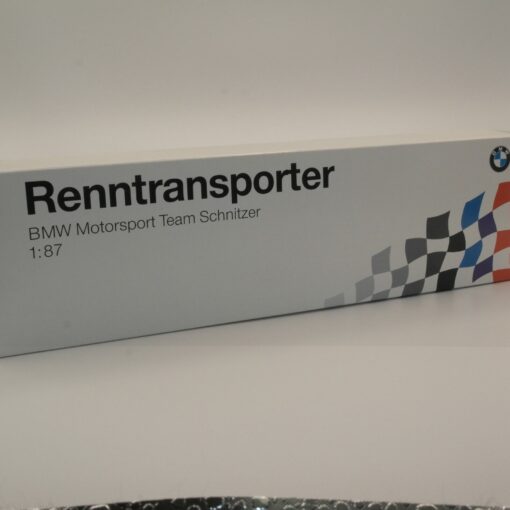 Renntransporter
BMW Motorsport Team Schnitzer
1:87